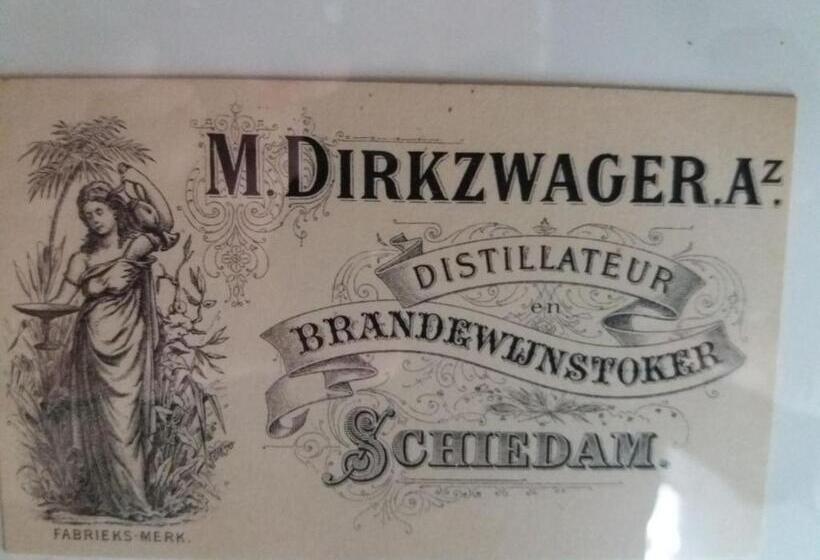 M. DIRKZWAGER. Az.
DISTILLATEUR
en
BRANDEWIJNSTOKER
SCHIEDAM.
FABRIEKS-MERK.